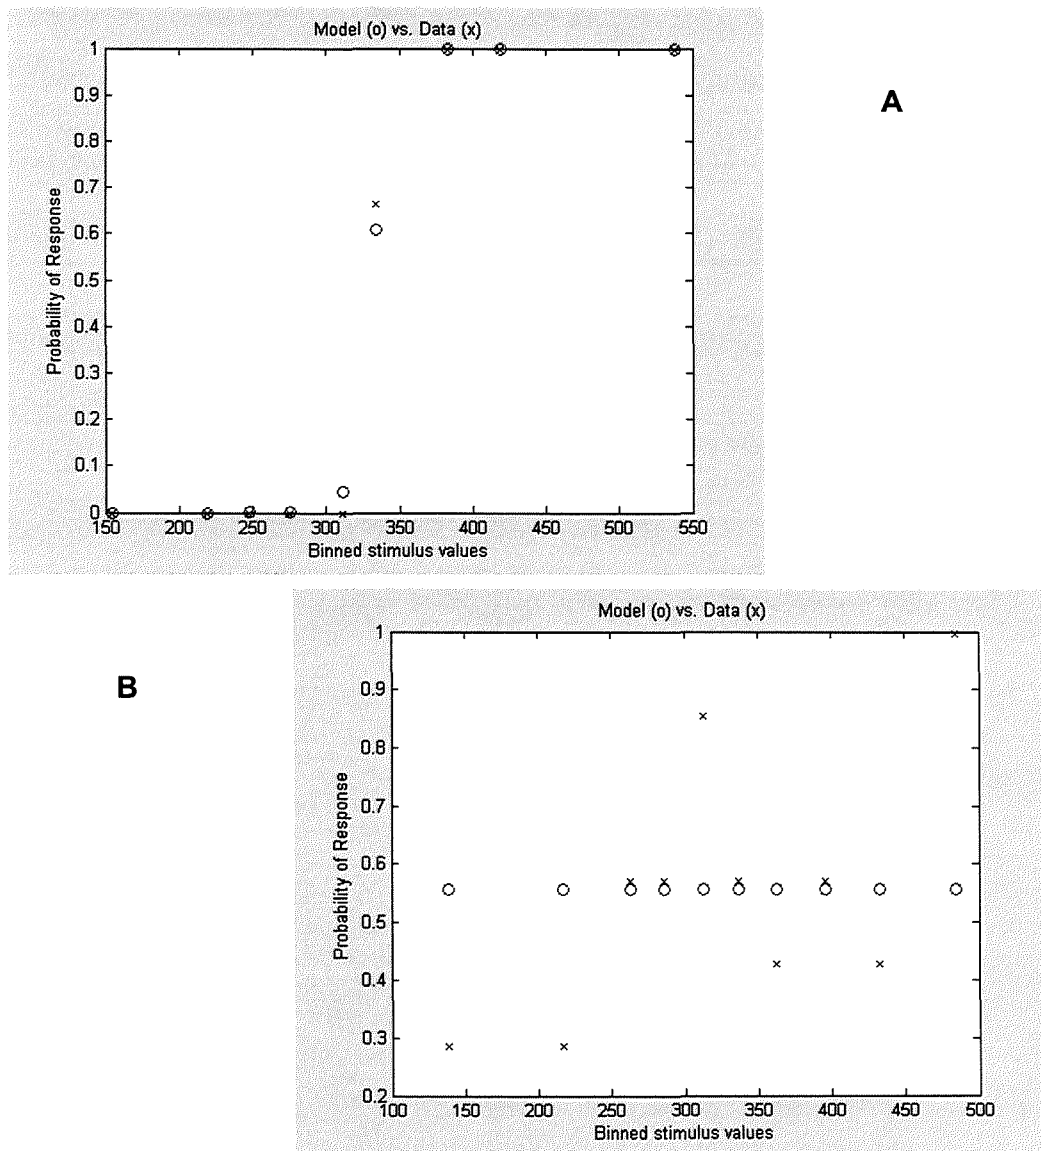 Model (o) vs. Data (x)
A
1
0.9
0.8
0.7
0.6
0.5
0.4
0.3
0.2
0.1
0
Probability of Response
150 200 250 300 350 400 450 500 550
Binned stimulus values
B
Model (o) vs. Data (x)
1
0.9
0.8
0.7
0.6
0.5
0.4
0.3
0.2
Probability of Response
100 150 200 250 300 350 400 450 500
Binned stimulus values